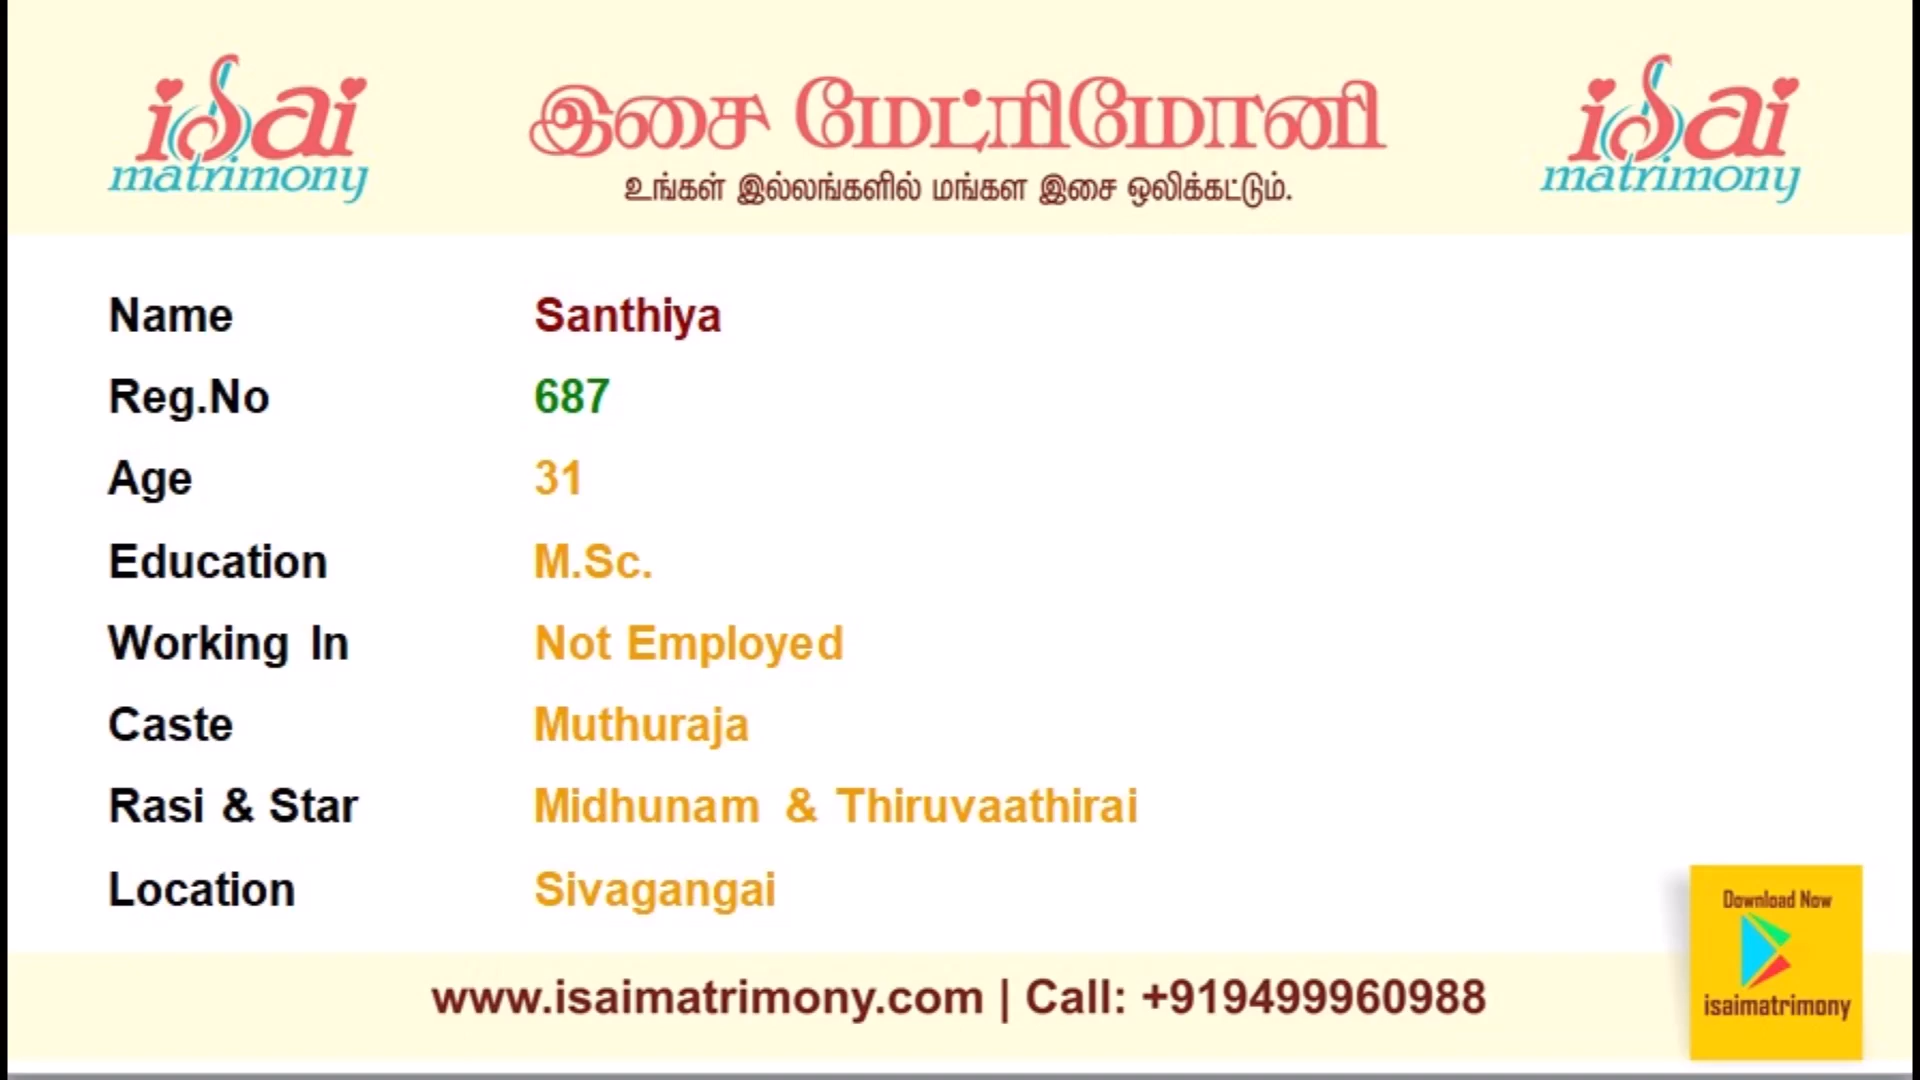 isai
matrimony
இசை மேட்ரிமோனி
உங்கள் இல்லங்களில் மங்கள இசை ஒலிக்கட்டும்.
isai
matrimony
Name Santhiya
Reg.No 687
Age 31
Education M.Sc.
Working In Not Employed
Caste Muthuraja
Rasi & Star Midhunam & Thiruvaathirai
Location Sivagangai
Download Now
isaimatrimony
www.isaimatrimony.com | Call: +919499960988